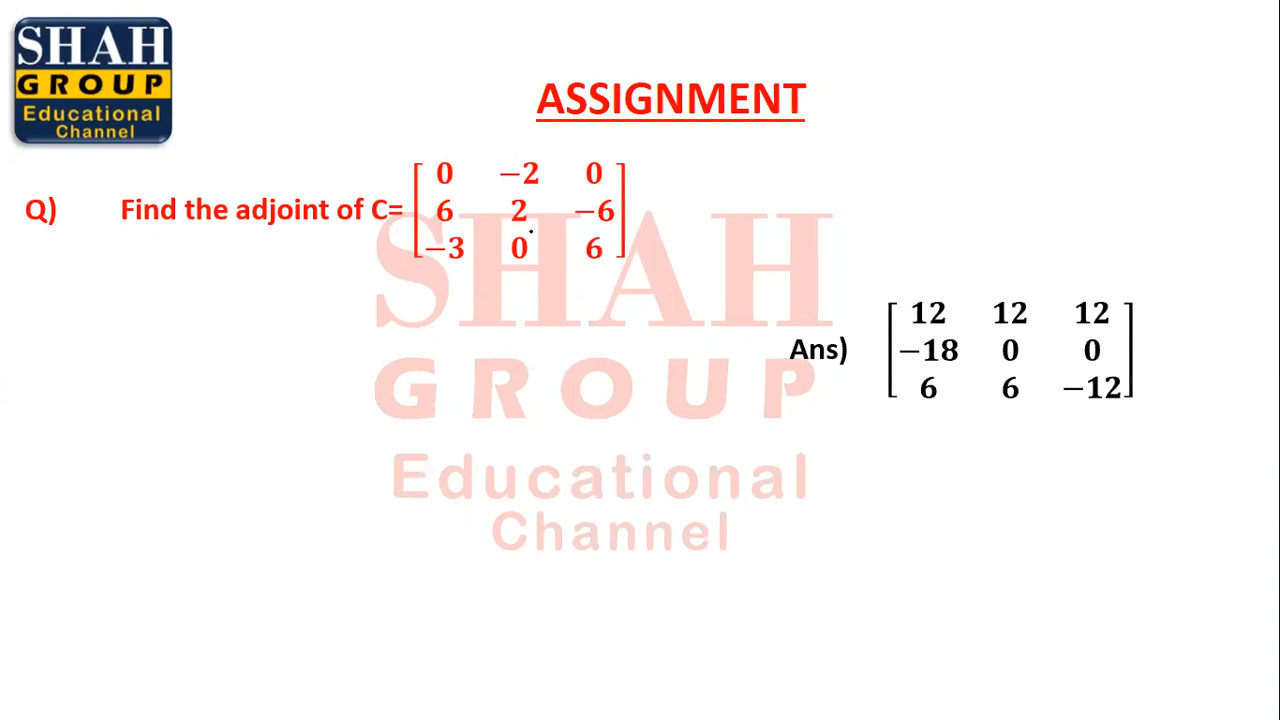 SHAH
GROUP
Educational
Channel
ASSIGNMENT
Q) Find the adjoint of C= [0 −2 0
6 2 −6
−3 0 6]
Ans) [12 12 12
−18 0 0
6 6 −12]
SHAH
GROUP
Educational
Channel